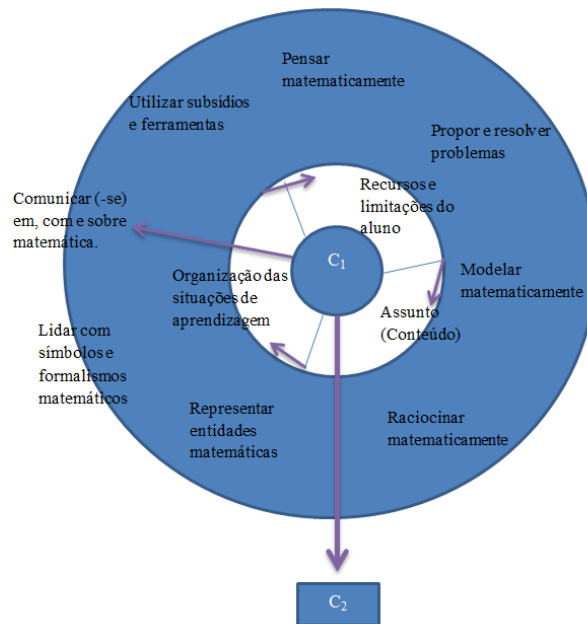 Pensar
matematicamente
Utilizar subsídios
e ferramentas
Propor e resolver
problemas
Recursos e
limitações do
aluno
Comunicar (-se)
em, com e sobre
matemática.
C₁
Organização das
situações de
aprendizagem
Modelar
matematicamente
Assunto
(Conteúdo)
Lidar com
símbolos e
formalismos
matemáticos
Representar
entidades
matemáticas
Raciocinar
matematicamente
C₂